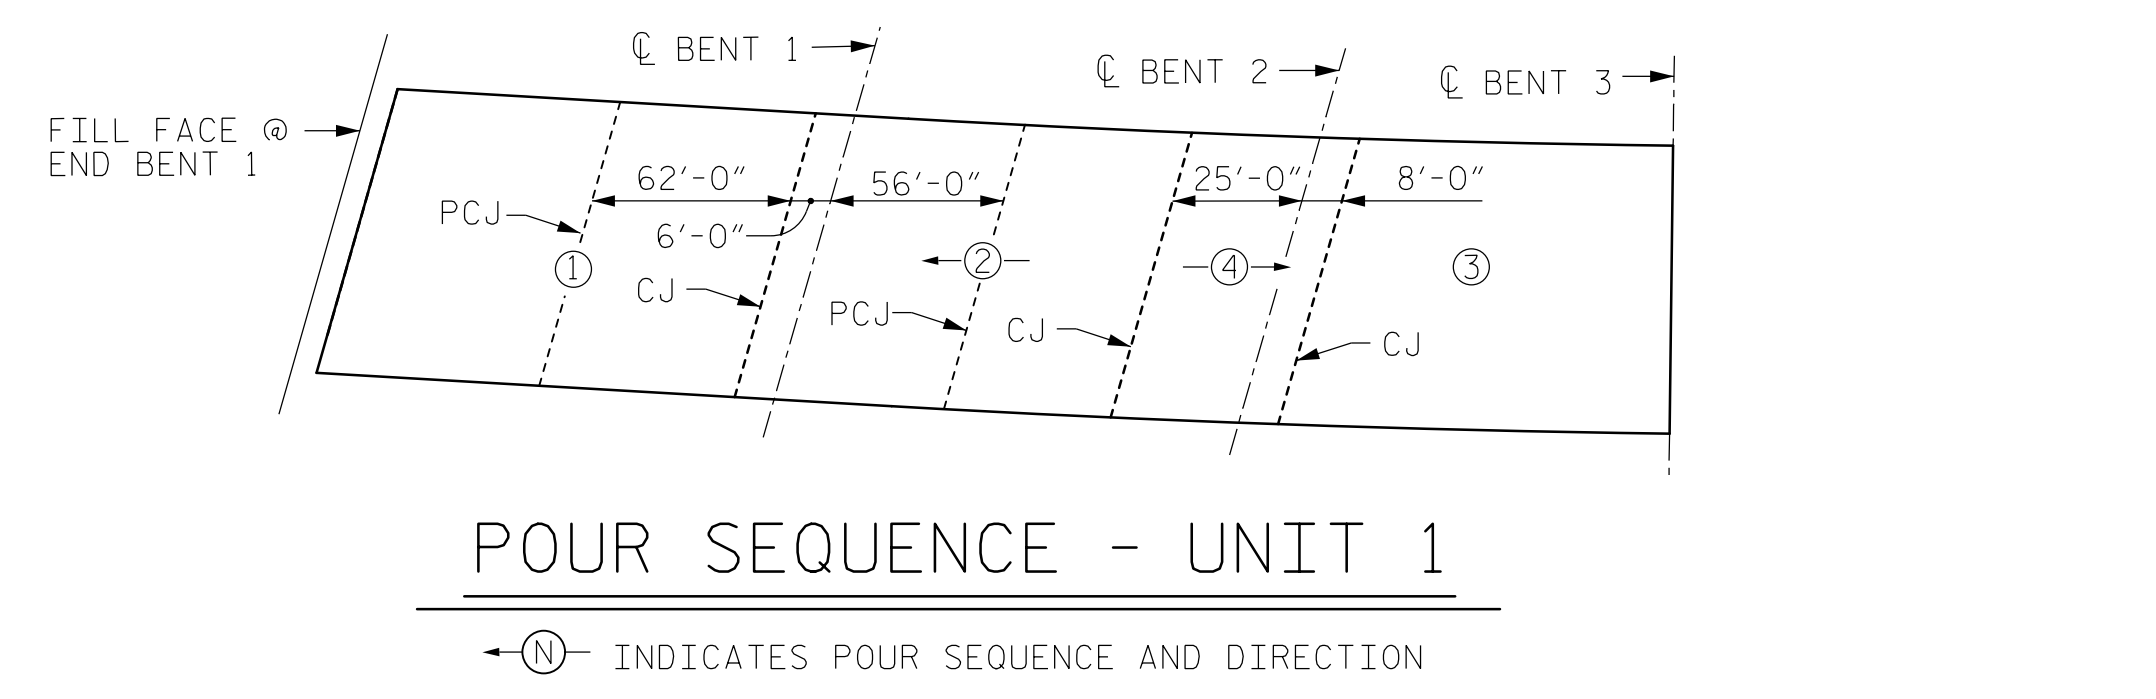 ℄ BENT 1
℄ BENT 2
℄ BENT 3
FILL FACE @
END BENT 1
62'-0"
56'-0"
25'-0"
8'-0"
PCJ
6'-0"
1
2
4
3
CJ
PCJ
CJ
CJ
POUR SEQUENCE - UNIT 1
N INDICATES POUR SEQUENCE AND DIRECTION